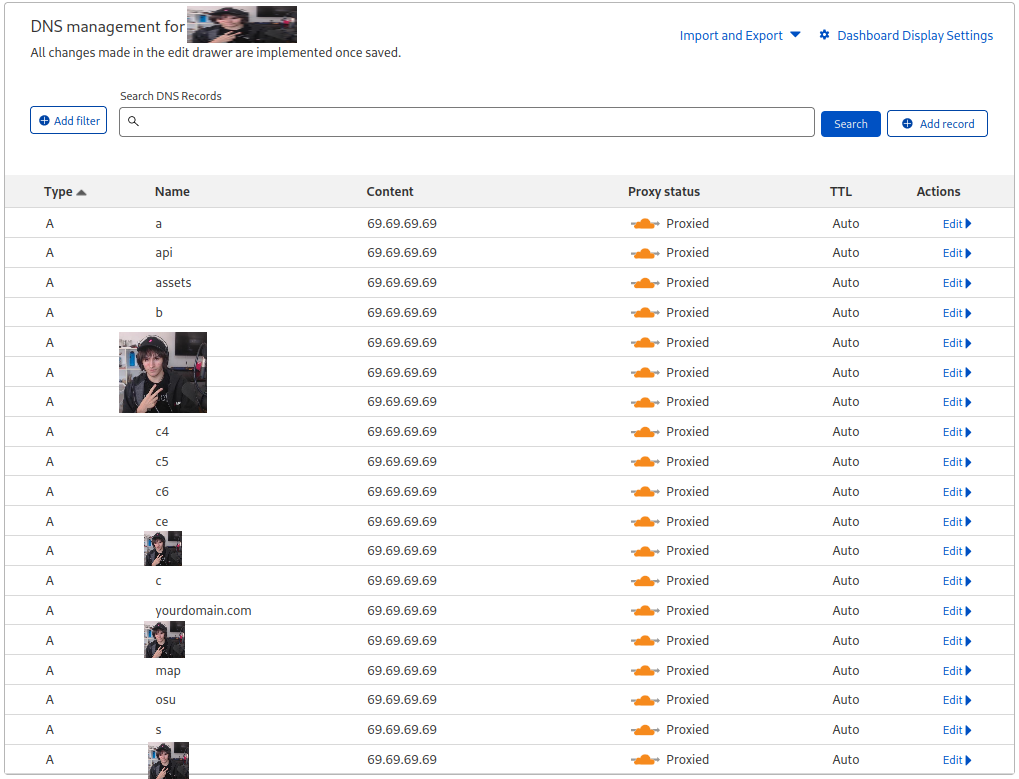 DNS management for
All changes made in the edit drawer are implemented once saved.
Import and Export
Dashboard Display Settings
Search DNS Records
Add filter
Search
Add record
Type Name Content Proxy status TTL Actions
A a 69.69.69.69 Proxied Auto Edit
A api 69.69.69.69 Proxied Auto Edit
A assets 69.69.69.69 Proxied Auto Edit
A b 69.69.69.69 Proxied Auto Edit
A 69.69.69.69 Proxied Auto Edit
A 69.69.69.69 Proxied Auto Edit
A 69.69.69.69 Proxied Auto Edit
A c4 69.69.69.69 Proxied Auto Edit
A c5 69.69.69.69 Proxied Auto Edit
A c6 69.69.69.69 Proxied Auto Edit
A ce 69.69.69.69 Proxied Auto Edit
A 69.69.69.69 Proxied Auto Edit
A c 69.69.69.69 Proxied Auto Edit
A yourdomain.com 69.69.69.69 Proxied Auto Edit
A 69.69.69.69 Proxied Auto Edit
A map 69.69.69.69 Proxied Auto Edit
A osu 69.69.69.69 Proxied Auto Edit
A s 69.69.69.69 Proxied Auto Edit
A 69.69.69.69 Proxied Auto Edit